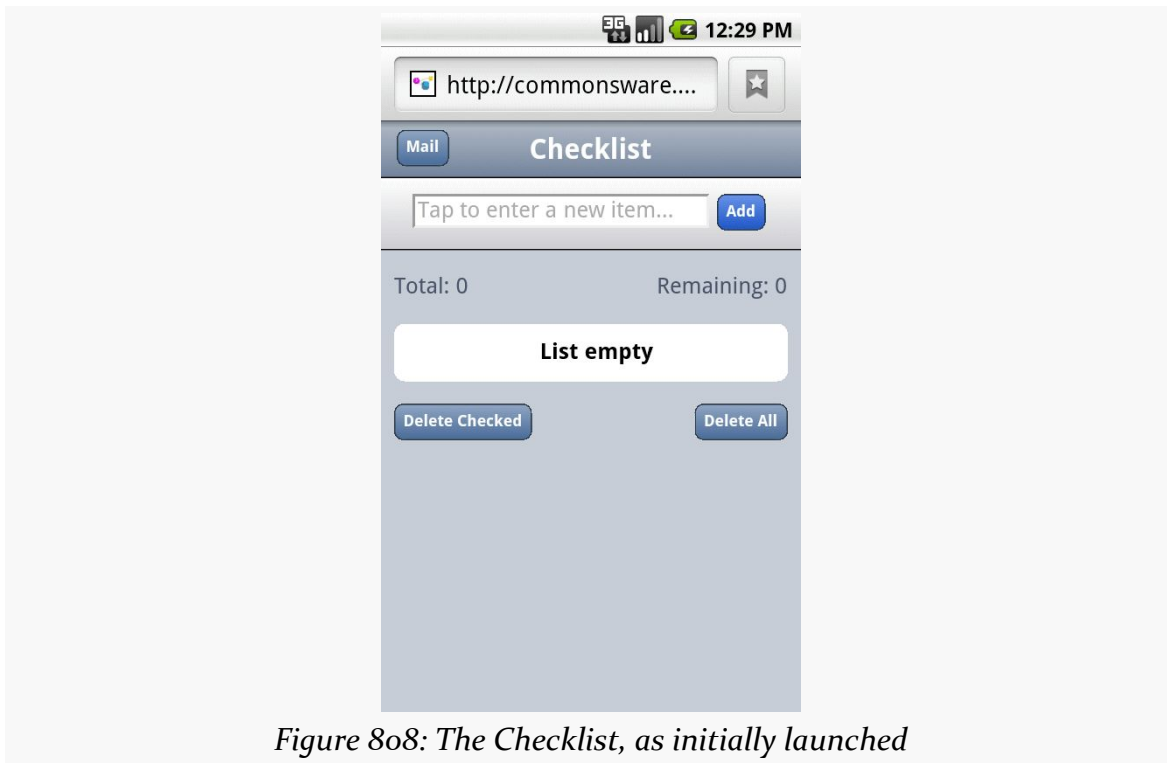 3G 12:29 PM
http://commonsware....
Mail Checklist
Tap to enter a new item... Add
Total: 0 Remaining: 0
List empty
Delete Checked Delete All
Figure 808: The Checklist, as initially launched